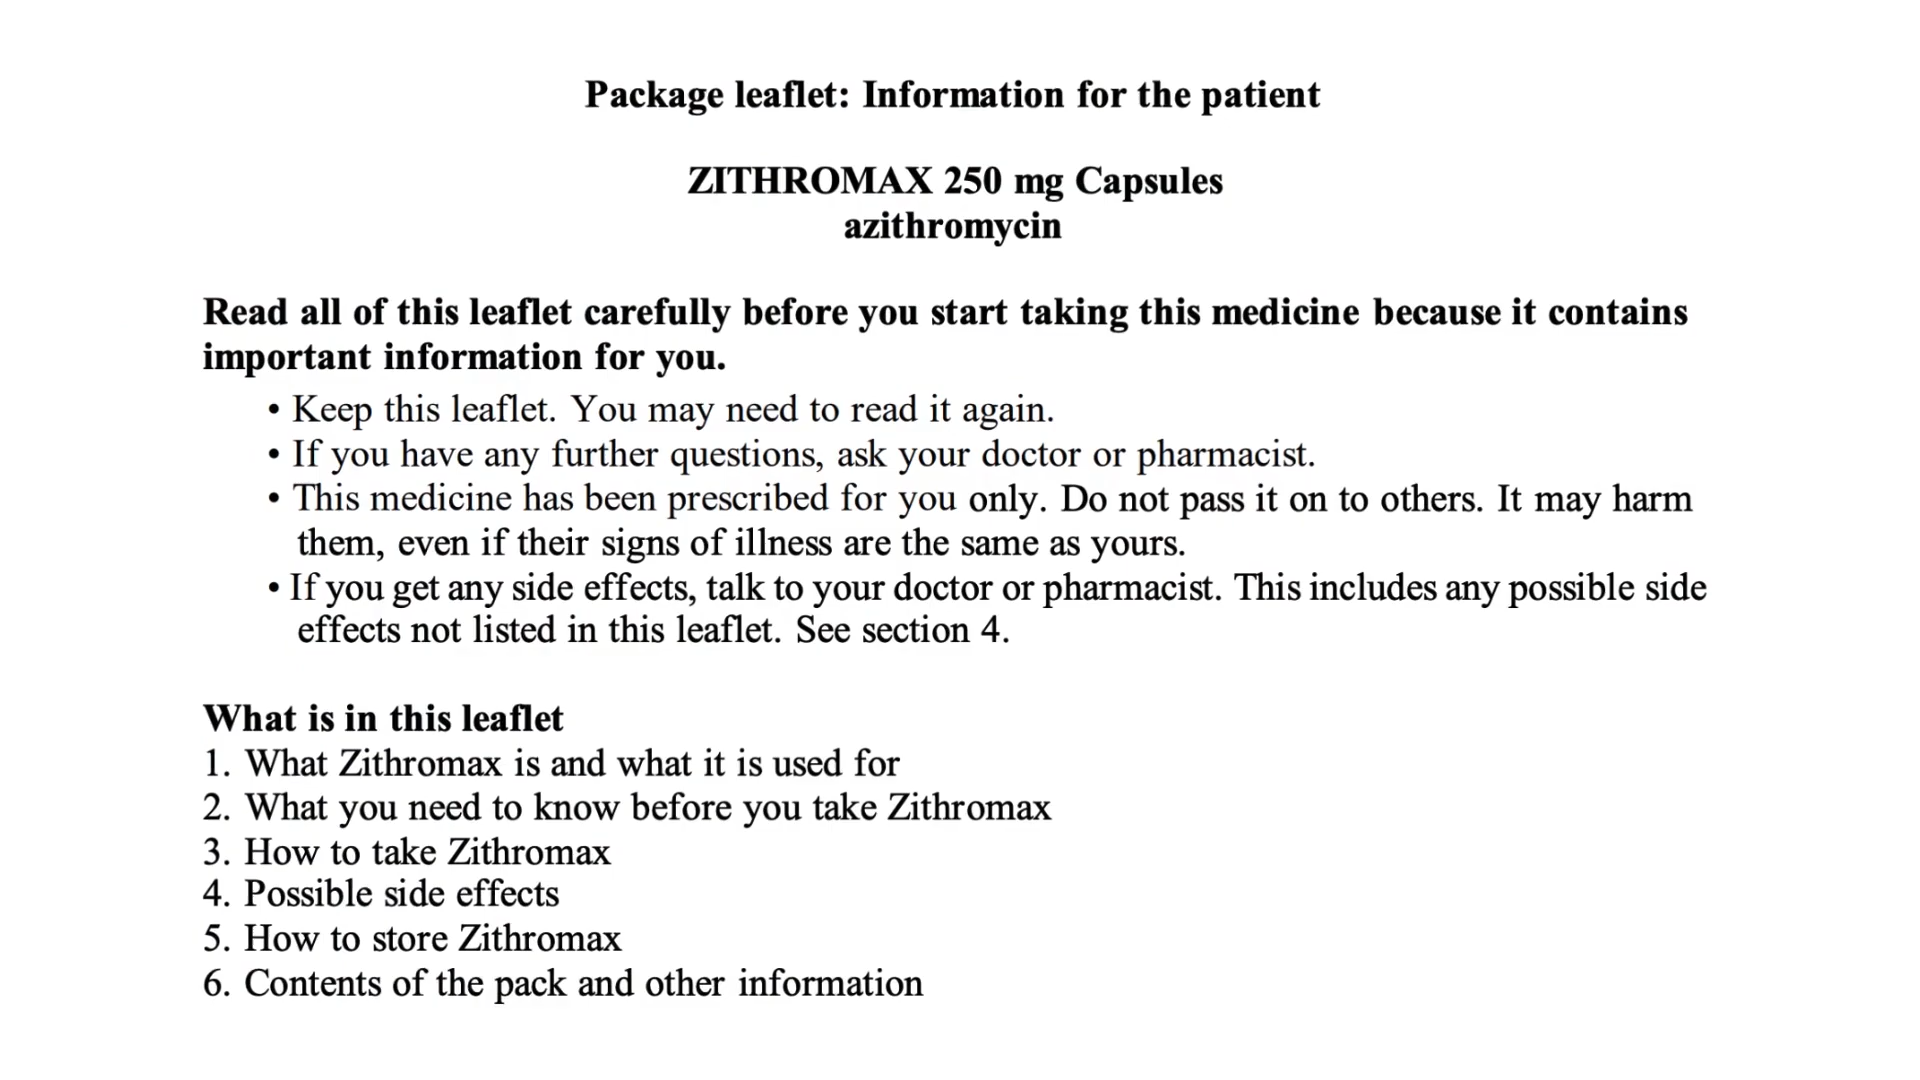 Package leaflet: Information for the patient
ZITHROMAX 250 mg Capsules
azithromycin
Read all of this leaflet carefully before you start taking this medicine because it contains
important information for you.
• Keep this leaflet. You may need to read it again.
• If you have any further questions, ask your doctor or pharmacist.
• This medicine has been prescribed for you only. Do not pass it on to others. It may harm
them, even if their signs of illness are the same as yours.
• If you get any side effects, talk to your doctor or pharmacist. This includes any possible side
effects not listed in this leaflet. See section 4.
What is in this leaflet
1. What Zithromax is and what it is used for
2. What you need to know before you take Zithromax
3. How to take Zithromax
4. Possible side effects
5. How to store Zithromax
6. Contents of the pack and other information